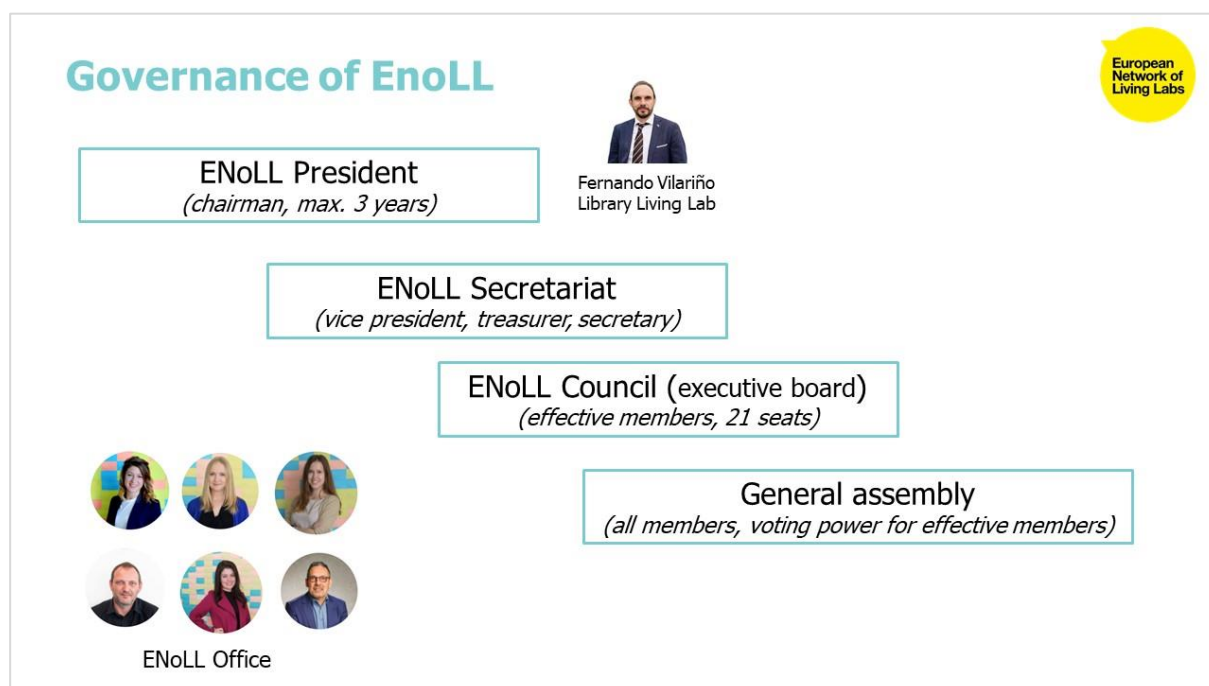 Governance of EnoLL
European
Network of
Living Labs
ENoLL President
(chairman, max. 3 years)
Fernando Vilariño
Library Living Lab
ENoLL Secretariat
(vice president, treasurer, secretary)
ENoLL Council (executive board)
(effective members, 21 seats)
General assembly
(all members, voting power for effective members)
ENoLL Office